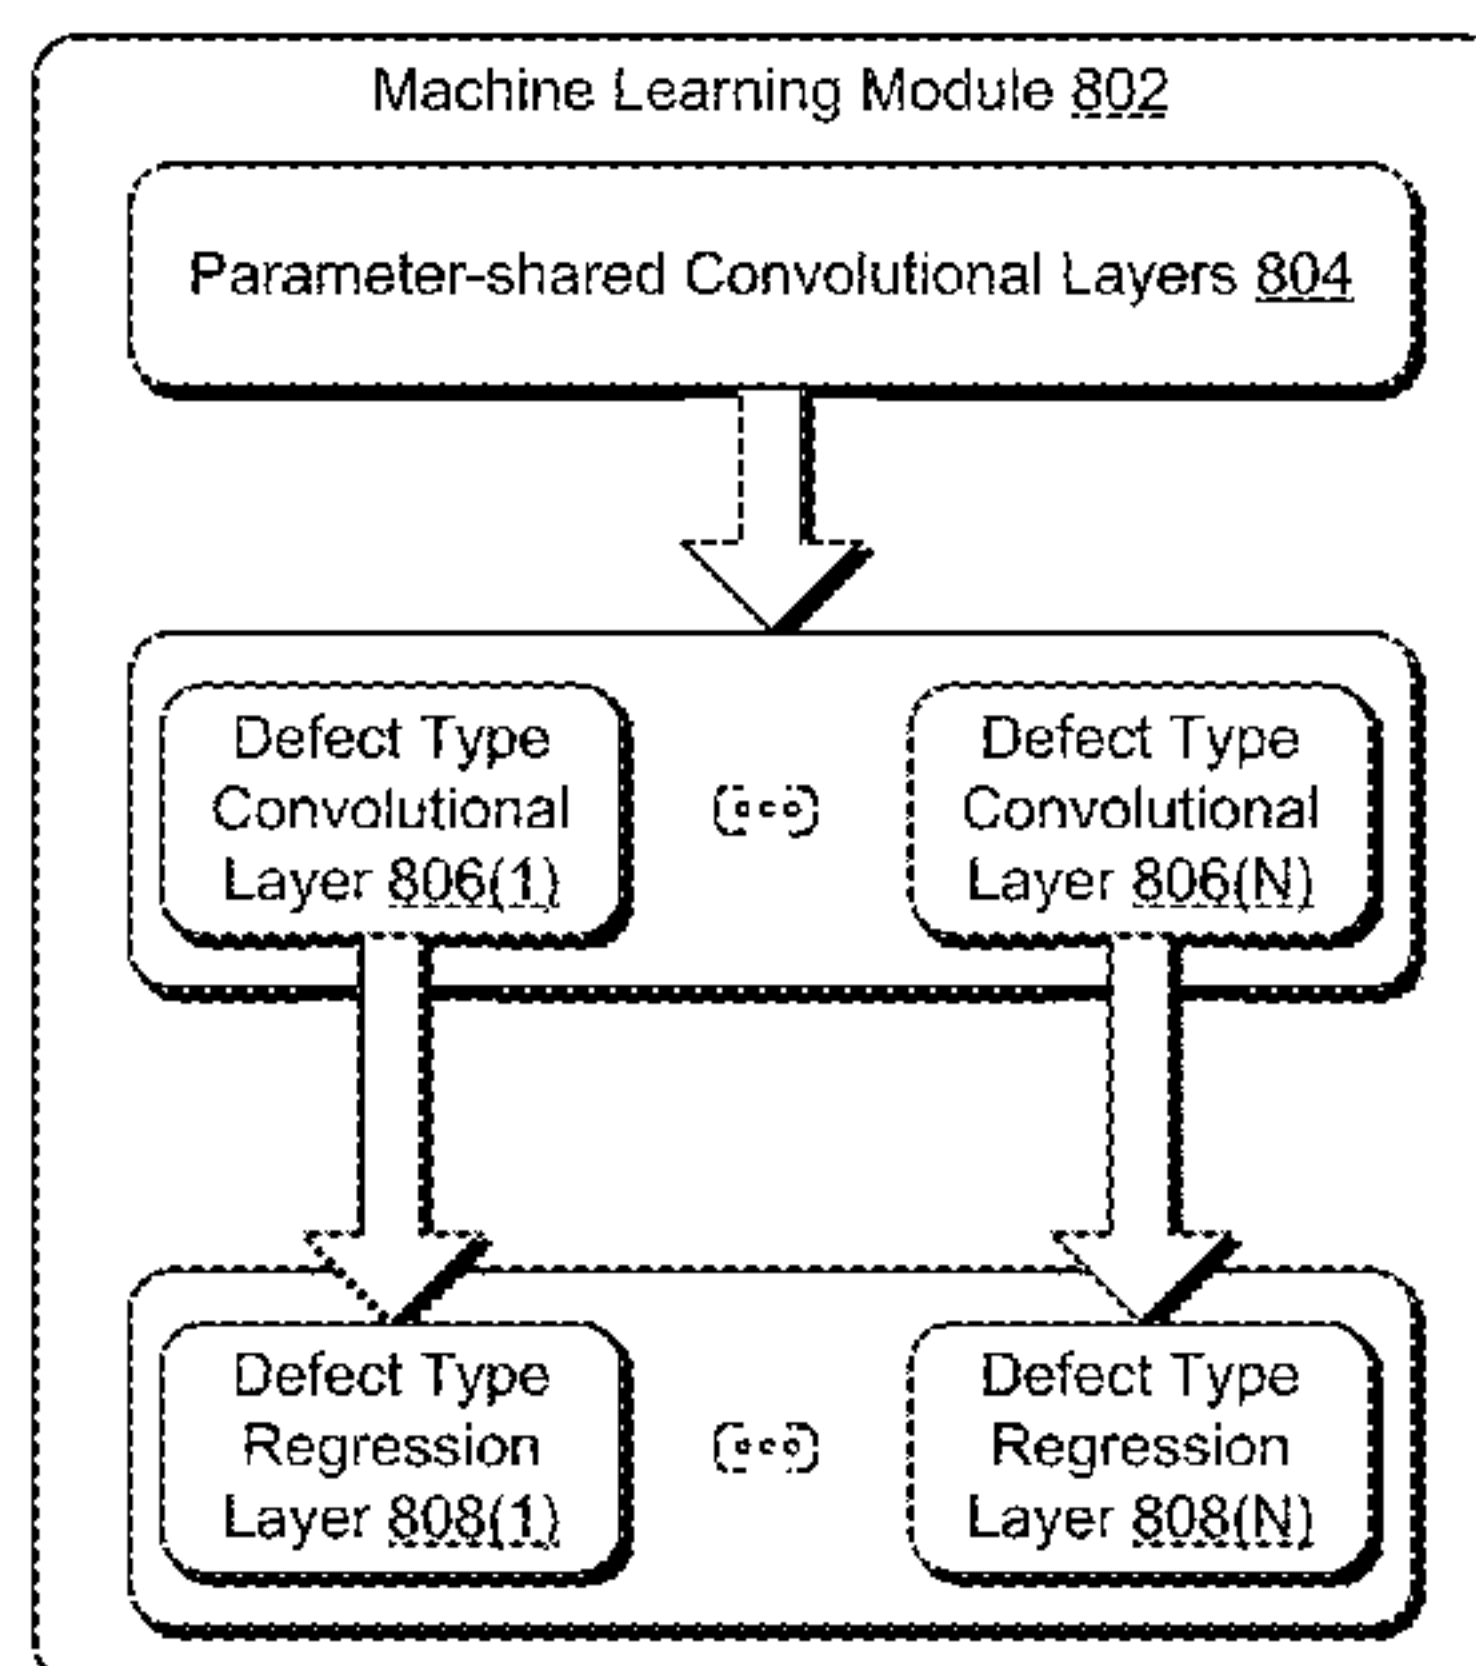 Machine Learning Module 802
Parameter-shared Convolutional Layers 804
Defect Type
Convolutional
Layer 806(1)
Defect Type
Convolutional
Layer 806(N)
Defect Type
Regression
Layer 808(1)
Defect Type
Regression
Layer 808(N)